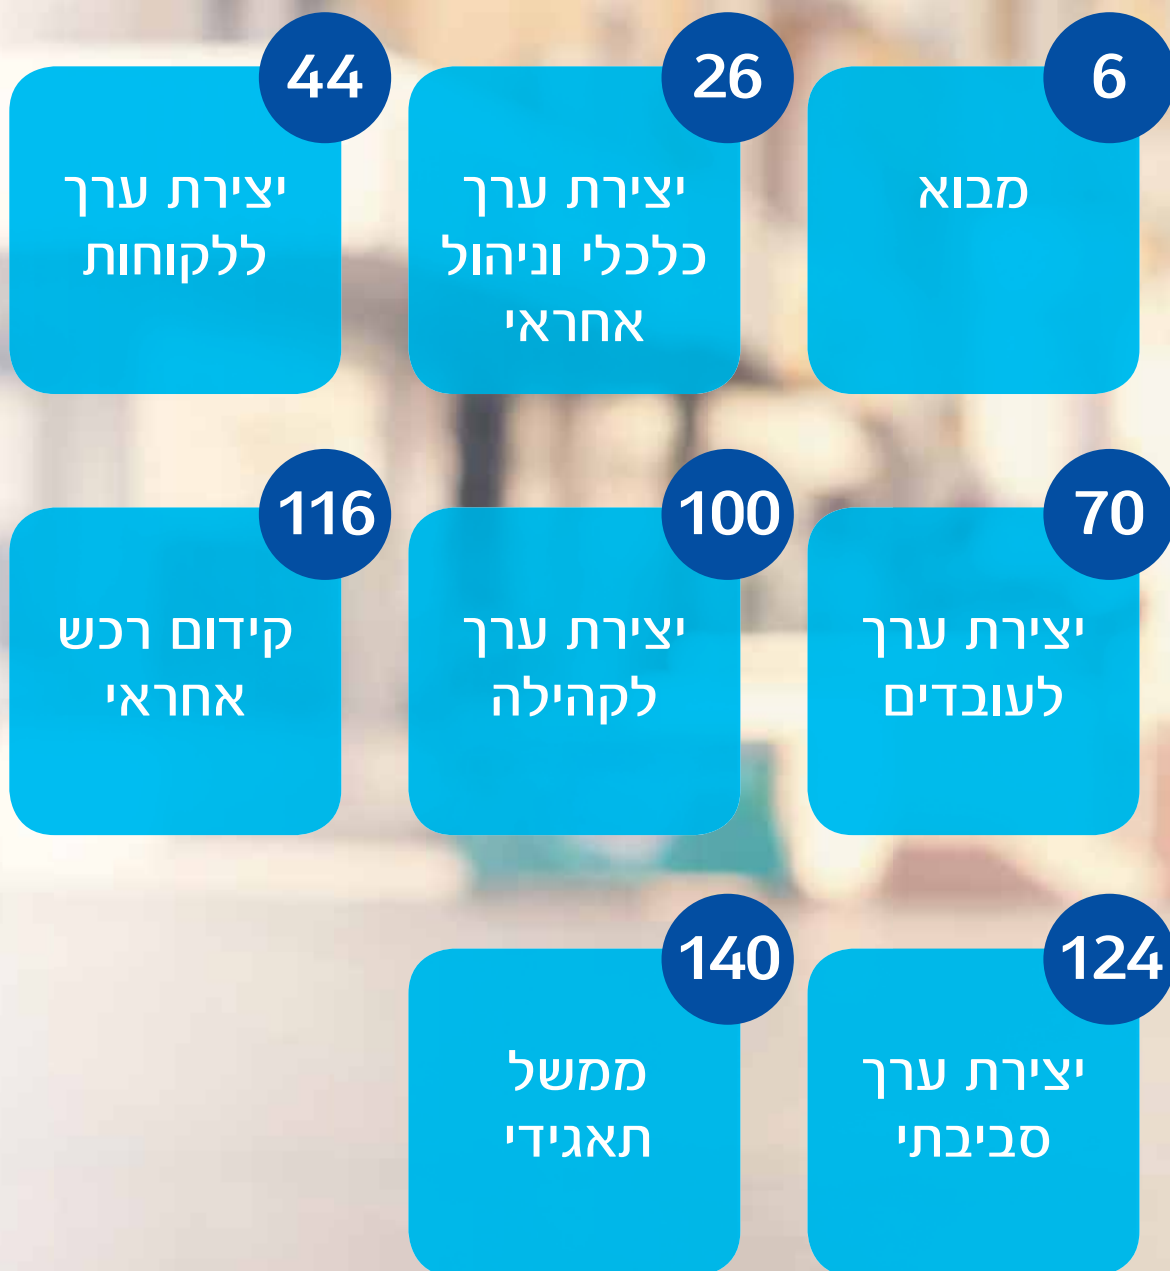 6
מבוא
26
יצירת ערך
כלכלי וניהול
אחראי
44
יצירת ערך
ללקוחות
70
יצירת ערך
לעובדים
100
יצירת ערך
לקהילה
116
קידום רכש
אחראי
124
יצירת ערך
סביבתי
140
ממשל
תאגידי